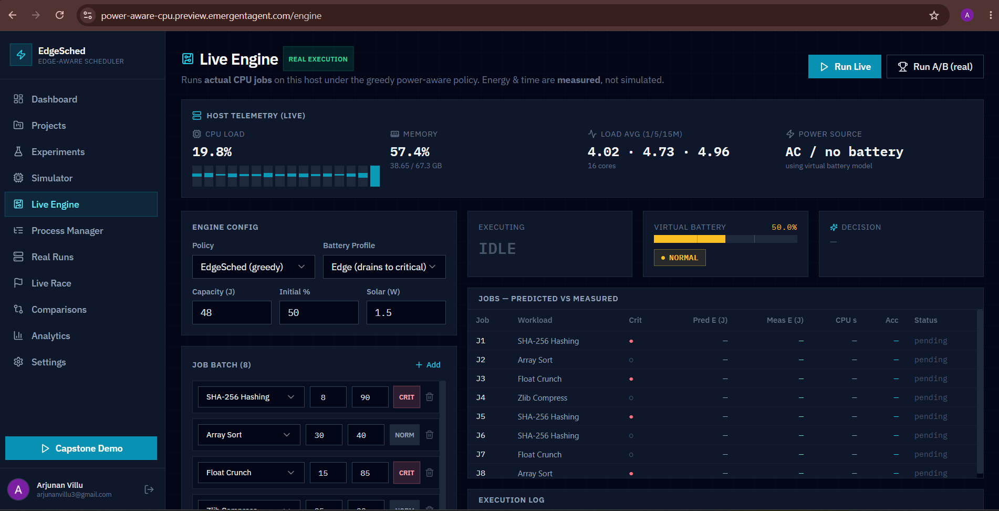 power-aware-cpu.preview.emergentagent.com/engine
A
EdgeSched
EDGE-AWARE SCHEDULER
Dashboard
Projects
Experiments
Simulator
Live Engine
Process Manager
Real Runs
Live Race
Comparisons
Analytics
Settings
Capstone Demo
A
Arjunan Villu
arjunanvillu3@gmail.com
Live Engine
REAL EXECUTION
Runs actual CPU jobs on this host under the greedy power-aware policy. Energy & time are measured, not simulated.
Run Live
Run A/B (real)
HOST TELEMETRY (LIVE)
CPU LOAD
19.8%
MEMORY
57.4%
38.65 / 67.3 GB
LOAD AVG (1/5/15M)
4.02 · 4.73 · 4.96
16 cores
POWER SOURCE
AC / no battery
using virtual battery model
ENGINE CONFIG
Policy
Battery Profile
EdgeSched (greedy)
Edge (drains to critical)
Capacity (J)
Initial %
Solar (W)
48
50
1.5
JOB BATCH (8)
+ Add
SHA-256 Hashing 8 90 CRIT
Array Sort 30 40 NORM
Float Crunch 15 85 CRIT
EXECUTING
IDLE
VIRTUAL BATTERY 50.0%
NORMAL
DECISION
—
JOBS — PREDICTED VS MEASURED
Job Workload Crit Pred E (J) Meas E (J) CPU s Acc Status
J1 SHA-256 Hashing ● — — — — pending
J2 Array Sort ○ — — — — pending
J3 Float Crunch ● — — — — pending
J4 Zlib Compress ○ — — — — pending
J5 SHA-256 Hashing ● — — — — pending
J6 SHA-256 Hashing ○ — — — — pending
J7 Float Crunch ○ — — — — pending
J8 Array Sort ● — — — — pending
EXECUTION LOG